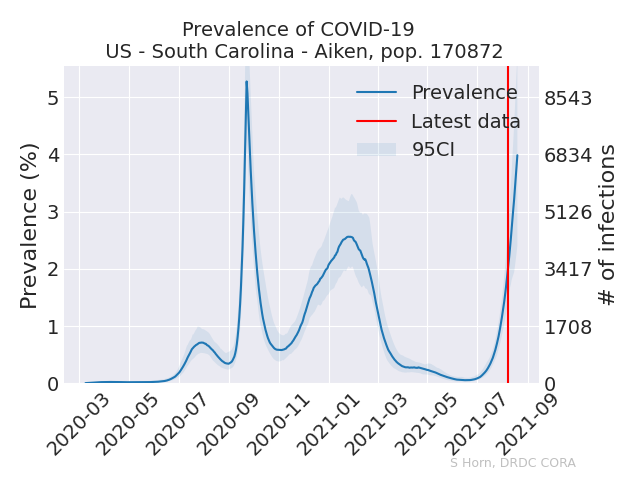 Prevalence of COVID-19
US - South Carolina - Aiken, pop. 170872
Prevalence (%)
5
4
3
2
1
0
Prevalence
Latest data
95CI
8543
6834
5126
3417
1708
0
# of infections
2020-03
2020-05
2020-07
2020-09
2020-11
2021-01
2021-03
2021-05
2021-07
2021-09
S Horn, DRDC CORA